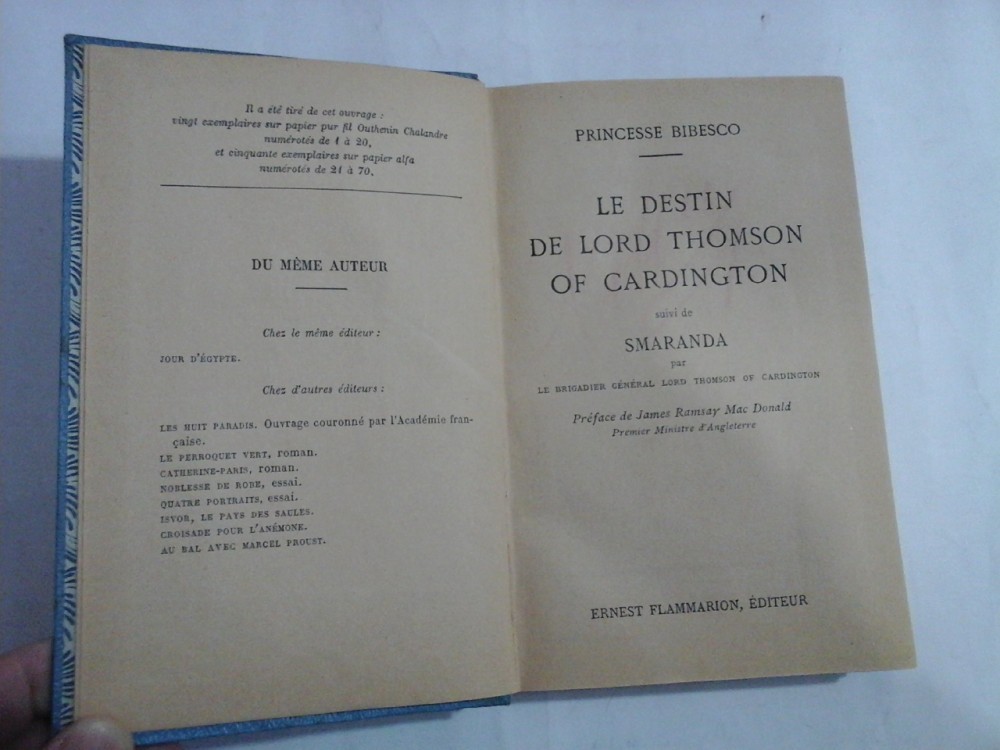 Il a été tiré de cet ouvrage :
vingt exemplaires sur papier pur fil Outhenin Chalandre
numérotés de 1 à 20,
et cinquante exemplaires sur papier alfa
numérotés de 21 à 70.
DU MÊME AUTEUR
Chez le même éditeur :
JOUR D'ÉGYPTE.
Chez d'autres éditeurs :
LES HUIT PARADIS. Ouvrage couronné par l'Académie fran-
çaise.
LE PERROQUET VERT, roman.
CATHERINE-PARIS, roman.
NOBLESSE DE ROBE, essai.
QUATRE PORTRAITS, essai.
ISVOR, LE PAYS DES SAULES.
CROISADE POUR L'ANÉMONE.
AU BAL AVEC MARCEL PROUST.
PRINCESSE BIBESCO
LE DESTIN
DE LORD THOMSON
OF CARDINGTON
suivi de
SMARANDA
par
LE BRIGADIER GÉNÉRAL LORD THOMSON OF CARDINGTON
Préface de James Ramsay Mac Donald
Premier Ministre d'Angleterre
ERNEST FLAMMARION, ÉDITEUR